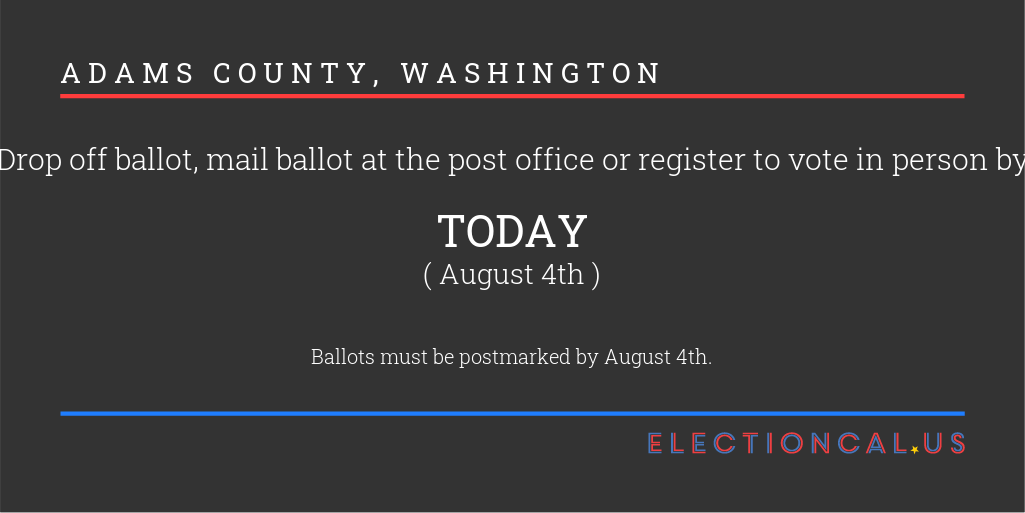 ADAMS COUNTY, WASHINGTON
Drop off ballot, mail ballot at the post office or register to vote in person by
TODAY
( August 4th )
Ballots must be postmarked by August 4th.
ELECTIONCAL.US